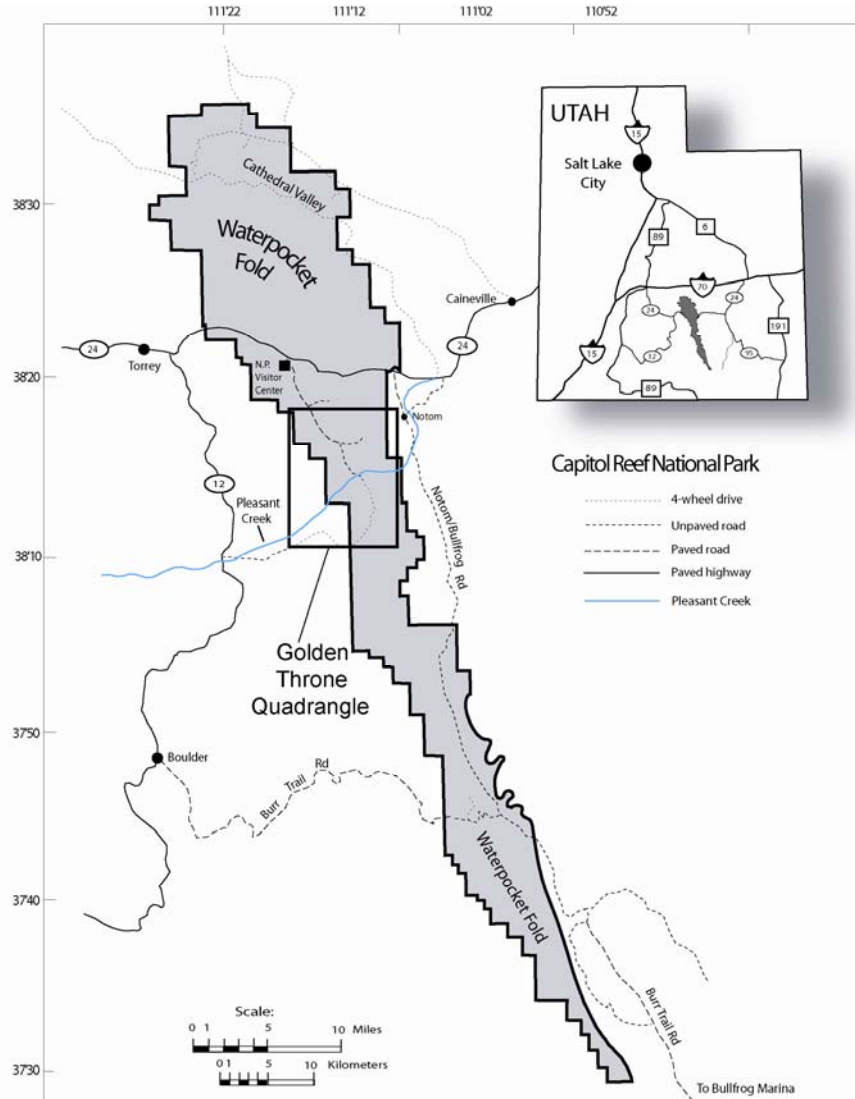 111'22
111'12
111'02
110'52
UTAH
15
Salt Lake
City
89
6
70
24
24
191
15
12
95
89
38'30
Cathedral Valley
Waterpocket
Fold
Caineville
24
24
Torrey
N.P.
Visitor
Center
38'20
Notom
12
Pleasant
Creek
Notom/Bullfrog Rd
38'10
Capitol Reef National Park
4-wheel drive
Unpaved road
Paved road
Paved highway
Pleasant Creek
Golden
Throne
Quadrangle
37'50
Boulder
Burr Trail Rd
Waterpocket Fold
37'40
Burr Trail Rd
Scale:
0 1 5 10 Miles
0 1 5 10 Kilometers
37'30
To Bullfrog Marina